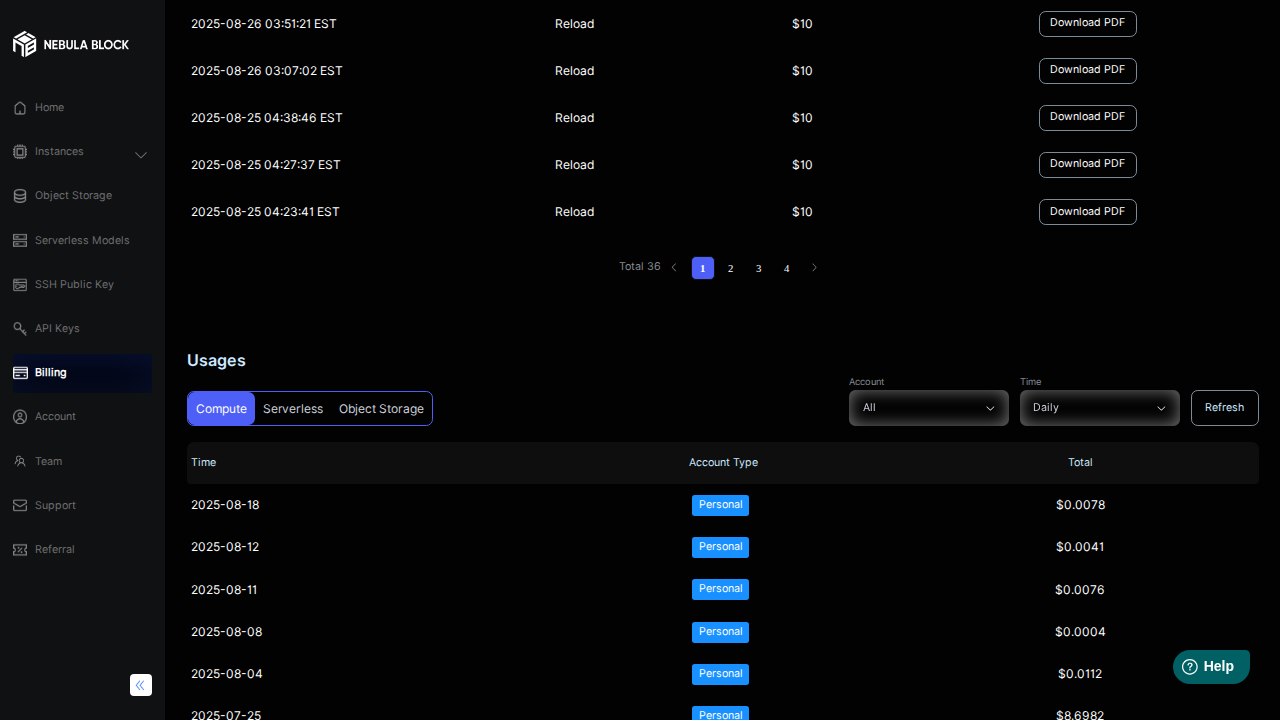 NEBULA BLOCK
Home
Instances
Object Storage
Serverless Models
SSH Public Key
API Keys
Billing
Account
Team
Support
Referral
2025-08-26 03:51:21 EST Reload $10 Download PDF
2025-08-26 03:07:02 EST Reload $10 Download PDF
2025-08-25 04:38:46 EST Reload $10 Download PDF
2025-08-25 04:27:37 EST Reload $10 Download PDF
2025-08-25 04:23:41 EST Reload $10 Download PDF
Total 36 1 2 3 4
Usages
Account Time
Compute Serverless Object Storage All Daily Refresh
Time Account Type Total
2025-08-18 Personal $0.0078
2025-08-12 Personal $0.0041
2025-08-11 Personal $0.0076
2025-08-08 Personal $0.0004
2025-08-04 Personal $0.0112
2025-07-25 Personal $8.6982
Help